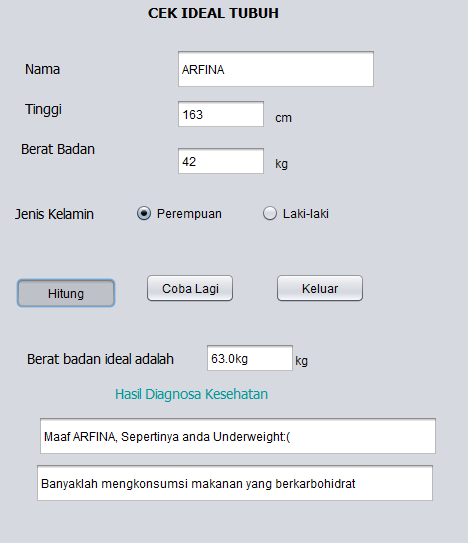 CEK IDEAL TUBUH
Nama ARFINA
Tinggi 163 cm
Berat Badan 42 kg
Jenis Kelamin Perempuan Laki-laki
Hitung Coba Lagi Keluar
Berat badan ideal adalah 63.0kg kg
Hasil Diagnosa Kesehatan
Maaf ARFINA, Sepertinya anda Underweight:(
Banyaklah mengkonsumsi makanan yang berkarbohidrat